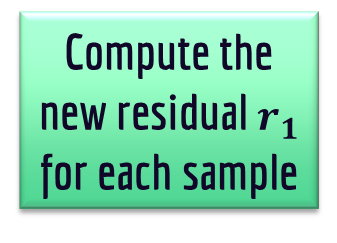 Compute the
new residual r₁
for each sample